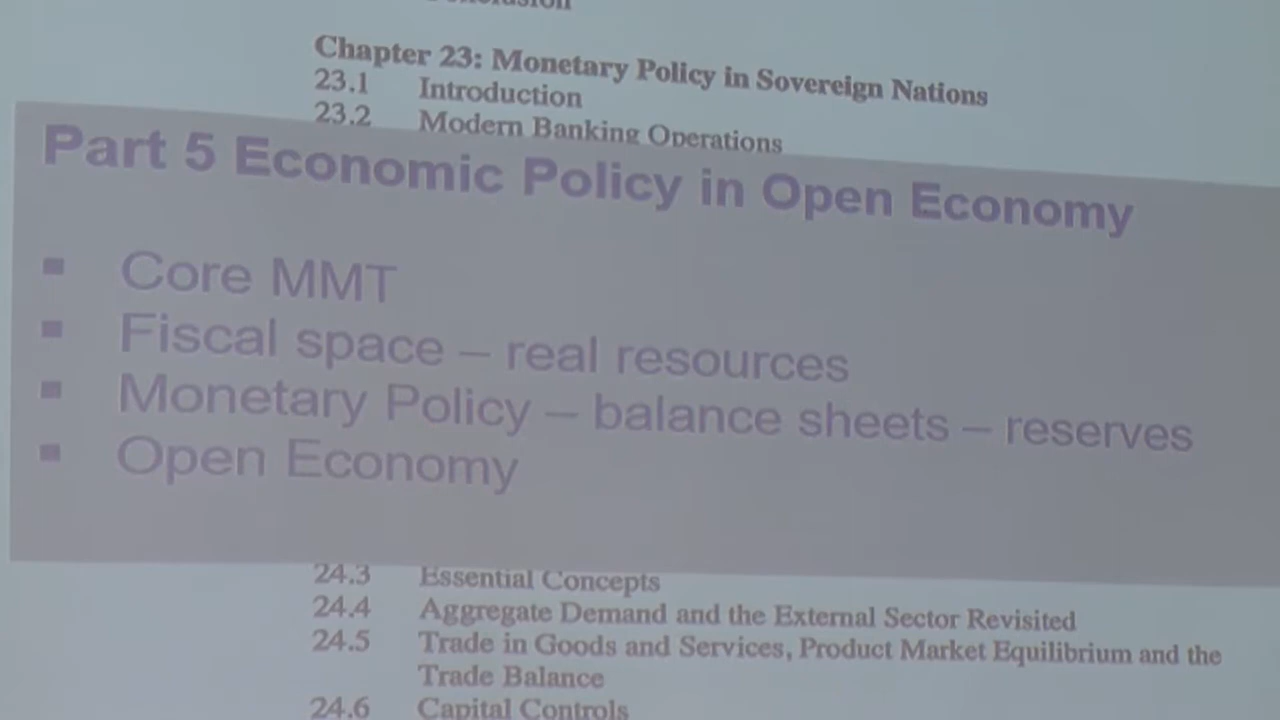 Chapter 23: Monetary Policy in Sovereign Nations
23.1 Introduction
23.2 Modern Banking Operations
Part 5 Economic Policy in Open Economy
▪ Core MMT
▪ Fiscal space – real resources
▪ Monetary Policy – balance sheets – reserves
▪ Open Economy
24.3 Essential Concepts
24.4 Aggregate Demand and the External Sector Revisited
24.5 Trade in Goods and Services, Product Market Equilibrium and the
Trade Balance
24.6 Capital Controls